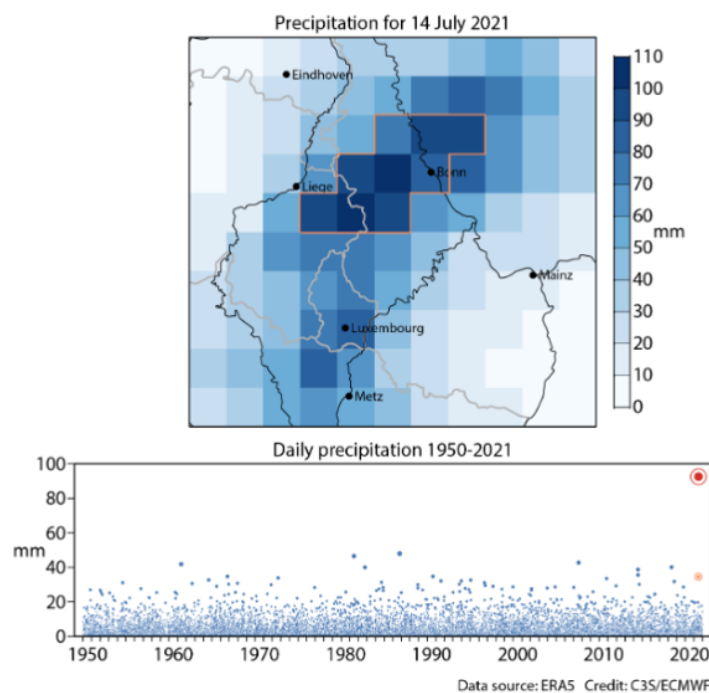 Precipitation for 14 July 2021
Eindhoven
Liege
Bonn
Mainz
Luxembourg
Metz
110
100
90
80
70
60
50
40
30
20
10
0
mm
Daily precipitation 1950-2021
100
80
60
40
20
0
mm
1950 1960 1970 1980 1990 2000 2010 2020
Data source: ERA5 Credit: C3S/ECMWF